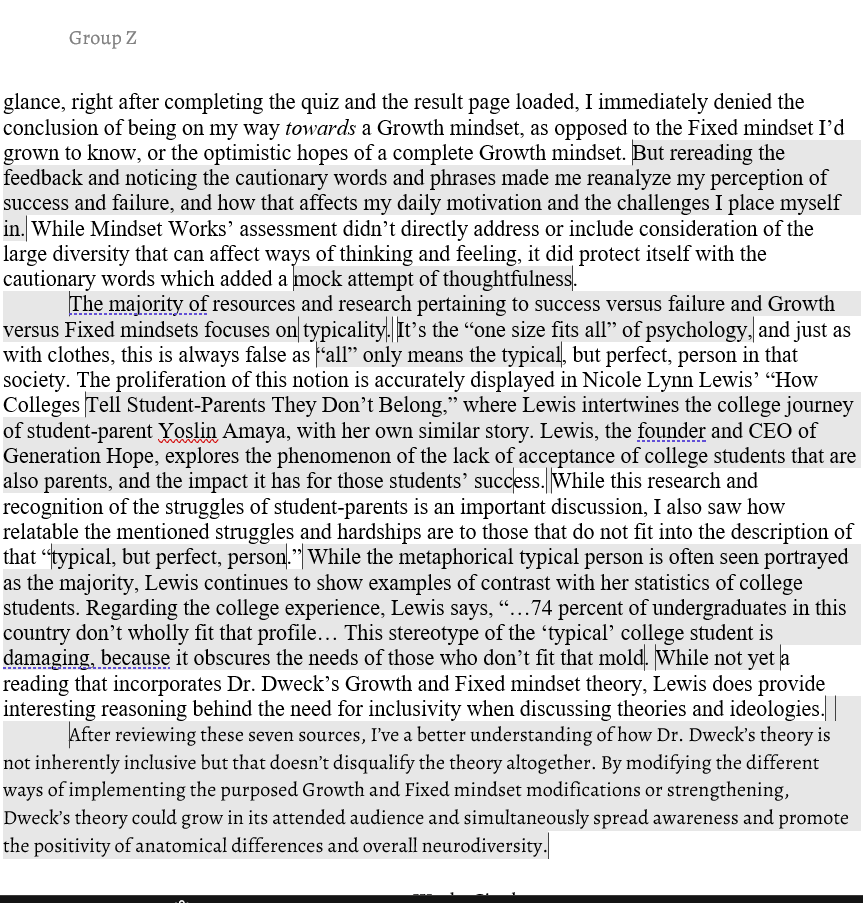 Group Z
glance, right after completing the quiz and the result page loaded, I immediately denied the
conclusion of being on my way towards a Growth mindset, as opposed to the Fixed mindset I’d
grown to know, or the optimistic hopes of a complete Growth mindset. But rereading the
feedback and noticing the cautionary words and phrases made me reanalyze my perception of
success and failure, and how that affects my daily motivation and the challenges I place myself
in. While Mindset Works’ assessment didn’t directly address or include consideration of the
large diversity that can affect ways of thinking and feeling, it did protect itself with the
cautionary words which added a mock attempt of thoughtfulness.
The majority of resources and research pertaining to success versus failure and Growth
versus Fixed mindsets focuses on typicality. It’s the “one size fits all” of psychology, and just as
with clothes, this is always false as “all” only means the typical, but perfect, person in that
society. The proliferation of this notion is accurately displayed in Nicole Lynn Lewis’ “How
Colleges Tell Student-Parents They Don’t Belong,” where Lewis intertwines the college journey
of student-parent Yoslin Amaya, with her own similar story. Lewis, the founder and CEO of
Generation Hope, explores the phenomenon of the lack of acceptance of college students that are
also parents, and the impact it has for those students’ success. While this research and
recognition of the struggles of student-parents is an important discussion, I also saw how
relatable the mentioned struggles and hardships are to those that do not fit into the description of
that “typical, but perfect, person.” While the metaphorical typical person is often seen portrayed
as the majority, Lewis continues to show examples of contrast with her statistics of college
students. Regarding the college experience, Lewis says, “…74 percent of undergraduates in this
country don’t wholly fit that profile… This stereotype of the ‘typical’ college student is
damaging, because it obscures the needs of those who don’t fit that mold. While not yet a
reading that incorporates Dr. Dweck’s Growth and Fixed mindset theory, Lewis does provide
interesting reasoning behind the need for inclusivity when discussing theories and ideologies.
After reviewing these seven sources, I’ve a better understanding of how Dr. Dweck’s theory is
not inherently inclusive but that doesn’t disqualify the theory altogether. By modifying the different
ways of implementing the purposed Growth and Fixed mindset modifications or strengthening,
Dweck’s theory could grow in its attended audience and simultaneously spread awareness and promote
the positivity of anatomical differences and overall neurodiversity.